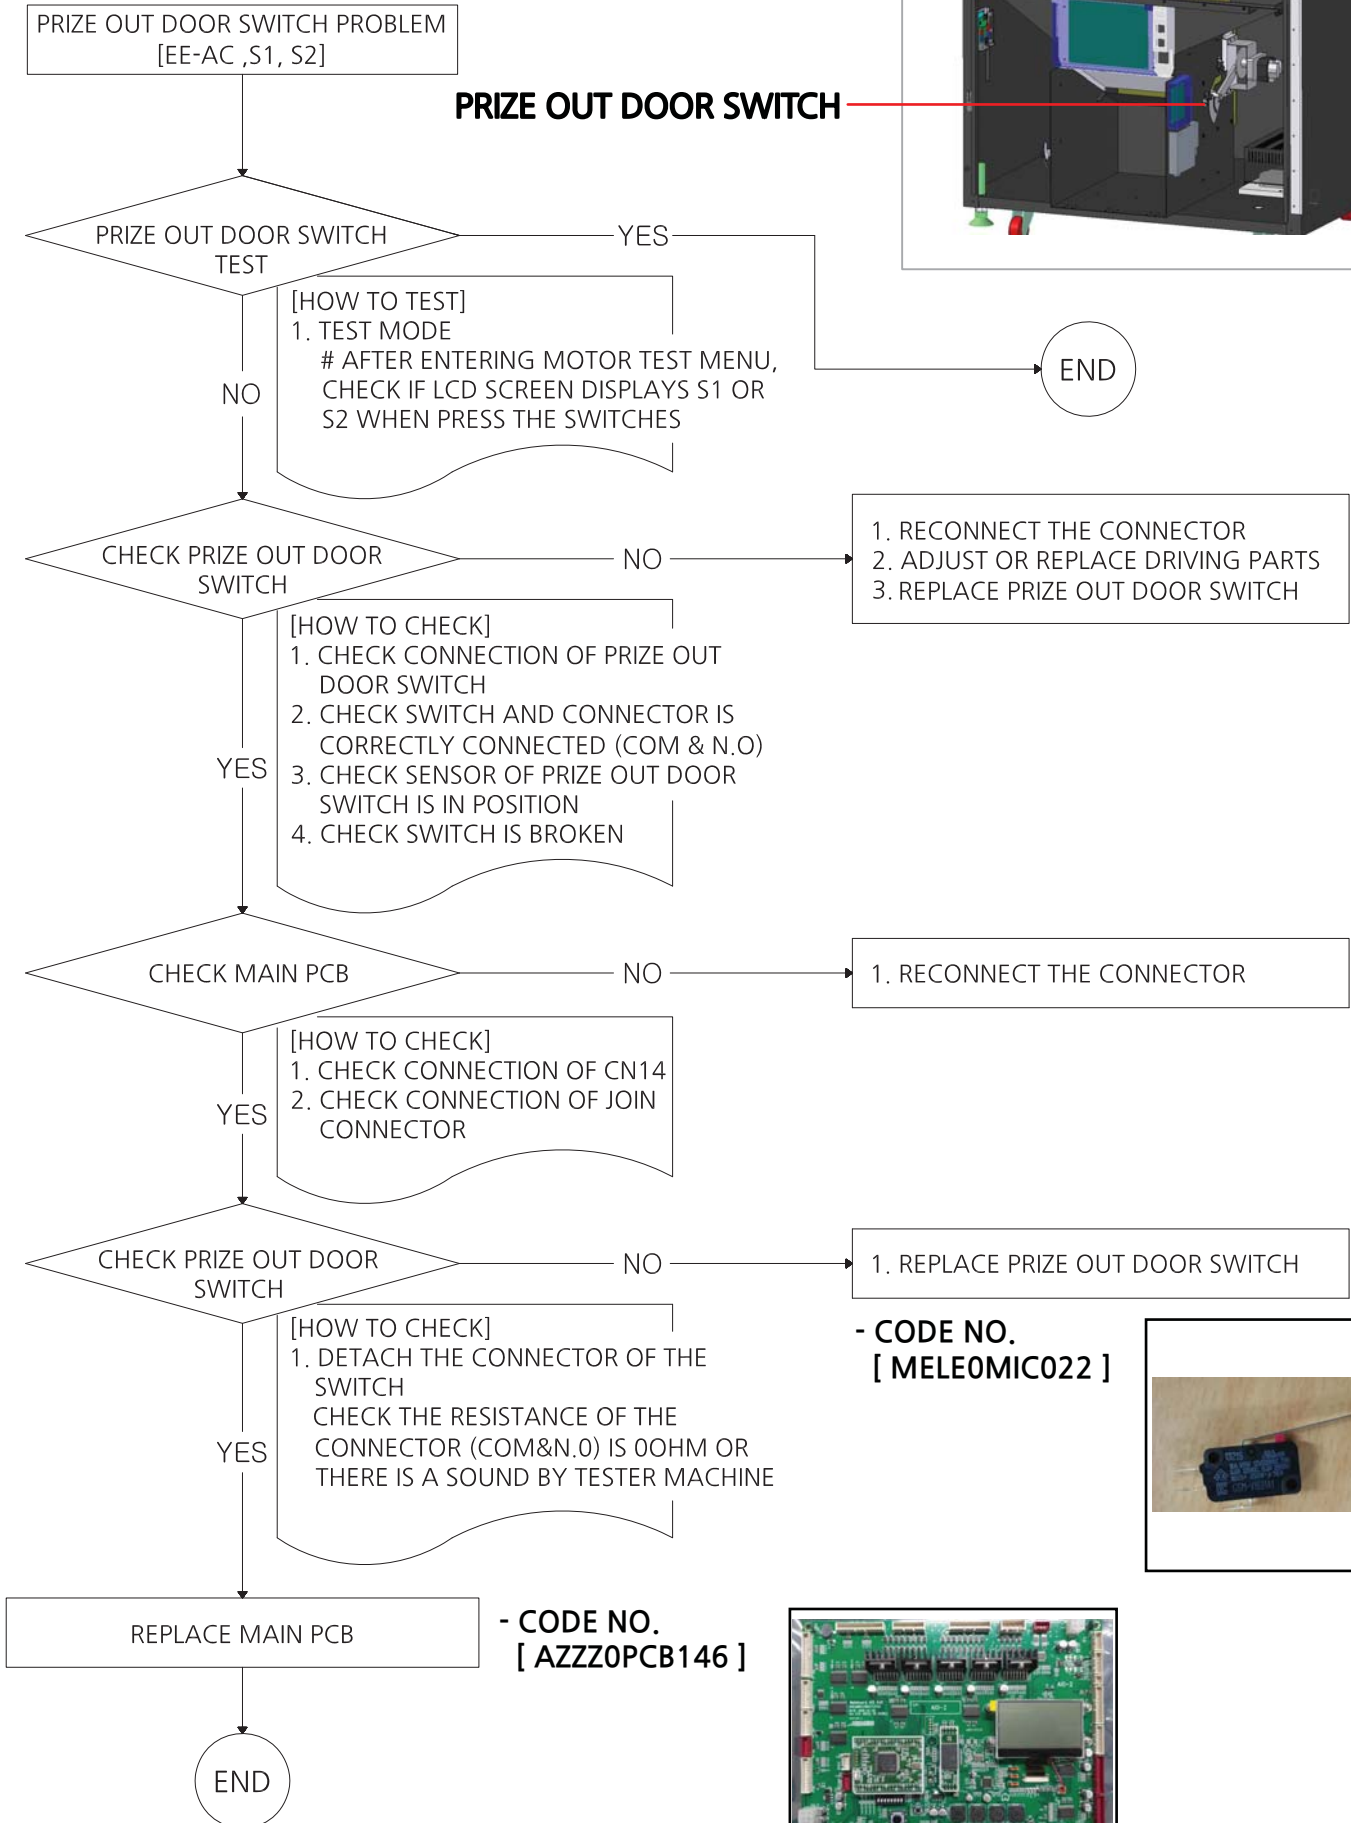 PRIZE OUT DOOR SWITCH PROBLEM
[EE-AC ,S1, S2]
PRIZE OUT DOOR SWITCH
PRIZE OUT DOOR SWITCH
TEST
YES
[HOW TO TEST]
1. TEST MODE
# AFTER ENTERING MOTOR TEST MENU,
CHECK IF LCD SCREEN DISPLAYS S1 OR
S2 WHEN PRESS THE SWITCHES
END
NO
CHECK PRIZE OUT DOOR
SWITCH
NO
1. RECONNECT THE CONNECTOR
2. ADJUST OR REPLACE DRIVING PARTS
3. REPLACE PRIZE OUT DOOR SWITCH
[HOW TO CHECK]
1. CHECK CONNECTION OF PRIZE OUT
DOOR SWITCH
2. CHECK SWITCH AND CONNECTOR IS
CORRECTLY CONNECTED (COM & N.O)
3. CHECK SENSOR OF PRIZE OUT DOOR
SWITCH IS IN POSITION
4. CHECK SWITCH IS BROKEN
YES
CHECK MAIN PCB
NO
1. RECONNECT THE CONNECTOR
[HOW TO CHECK]
1. CHECK CONNECTION OF CN14
2. CHECK CONNECTION OF JOIN
CONNECTOR
YES
CHECK PRIZE OUT DOOR
SWITCH
NO
1. REPLACE PRIZE OUT DOOR SWITCH
- CODE NO.
[ MELE0MIC022 ]
[HOW TO CHECK]
1. DETACH THE CONNECTOR OF THE
SWITCH
CHECK THE RESISTANCE OF THE
CONNECTOR (COM&N.0) IS 0OHM OR
THERE IS A SOUND BY TESTER MACHINE
YES
REPLACE MAIN PCB
- CODE NO.
[ AZZZ0PCB146 ]
END